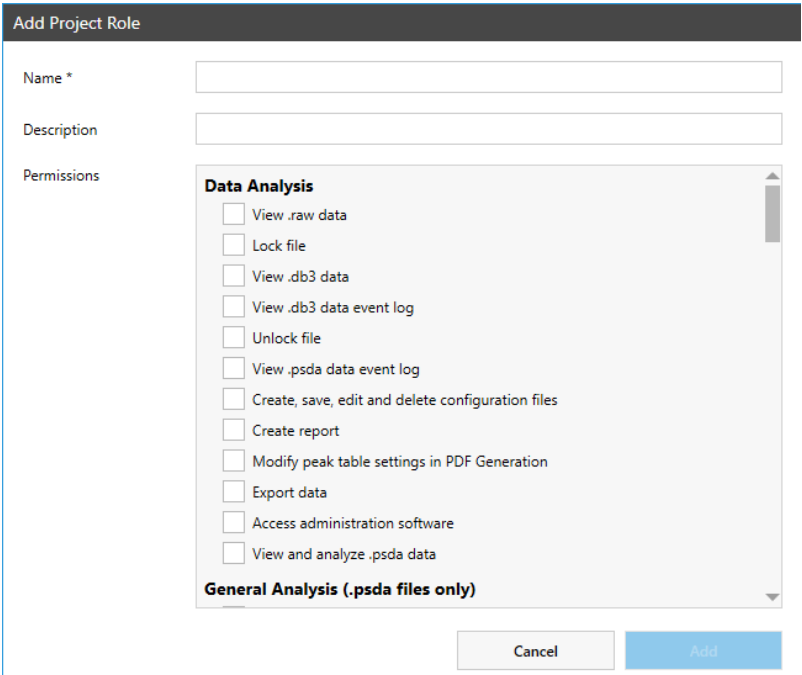 Add Project Role
Name *
Description
Permissions
Data Analysis
View .raw data
Lock file
View .db3 data
View .db3 data event log
Unlock file
View .psda data event log
Create, save, edit and delete configuration files
Create report
Modify peak table settings in PDF Generation
Export data
Access administration software
View and analyze .psda data
General Analysis (.psda files only)
Cancel
Add